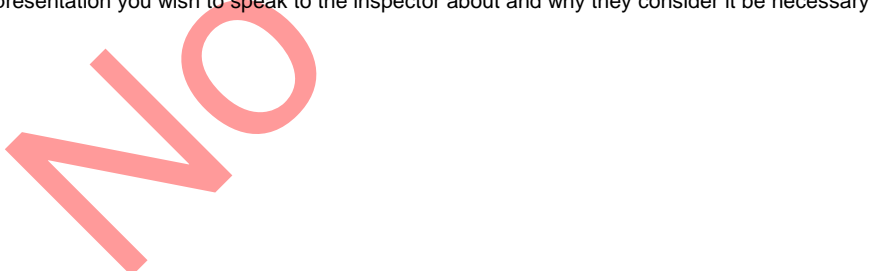 presentation you wish to speak to the inspector about and why they consider it be necessary
No